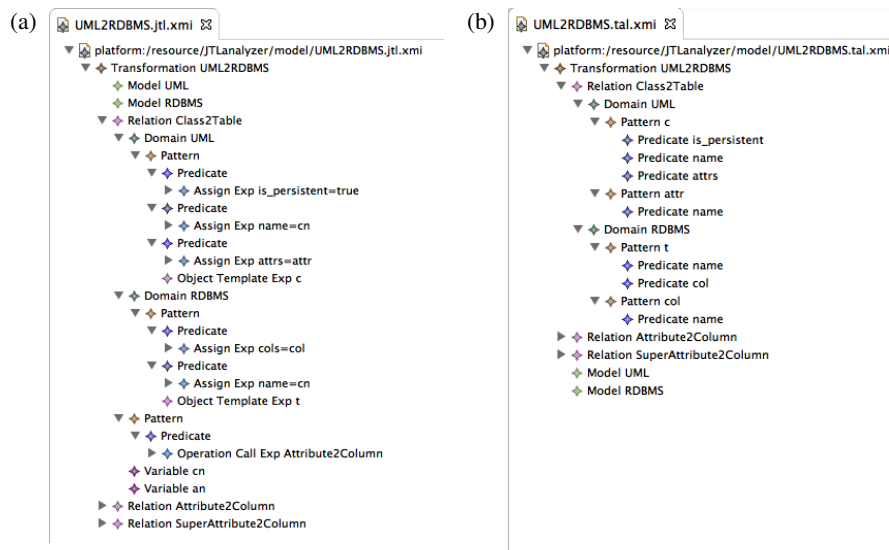 (a)
UML2RDBMS.jtl.xmi
platform:/resource/JTLanalyzer/model/UML2RDBMS.jtl.xmi
Transformation UML2RDBMS
Model UML
Model RDBMS
Relation Class2Table
Domain UML
Pattern
Predicate
Assign Exp is_persistent=true
Predicate
Assign Exp name=cn
Predicate
Assign Exp attrs=attr
Object Template Exp c
Domain RDBMS
Pattern
Predicate
Assign Exp cols=col
Predicate
Assign Exp name=cn
Object Template Exp t
Pattern
Predicate
Operation Call Exp Attribute2Column
Variable cn
Variable an
Relation Attribute2Column
Relation SuperAttribute2Column
(b)
UML2RDBMS.tal.xmi
platform:/resource/JTLanalyzer/model/UML2RDBMS.tal.xmi
Transformation UML2RDBMS
Relation Class2Table
Domain UML
Pattern c
Predicate is_persistent
Predicate name
Predicate attrs
Pattern attr
Predicate name
Domain RDBMS
Pattern t
Predicate name
Predicate col
Pattern col
Predicate name
Relation Attribute2Column
Relation SuperAttribute2Column
Model UML
Model RDBMS